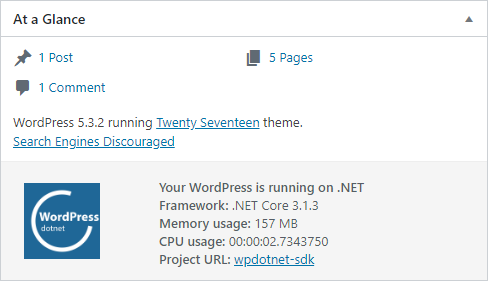 At a Glance
1 Post
5 Pages
1 Comment
WordPress 5.3.2 running Twenty Seventeen theme.
Search Engines Discouraged
WordPress
dotnet
Your WordPress is running on .NET
Framework: .NET Core 3.1.3
Memory usage: 157 MB
CPU usage: 00:00:02.7343750
Project URL: wpdotnet-sdk